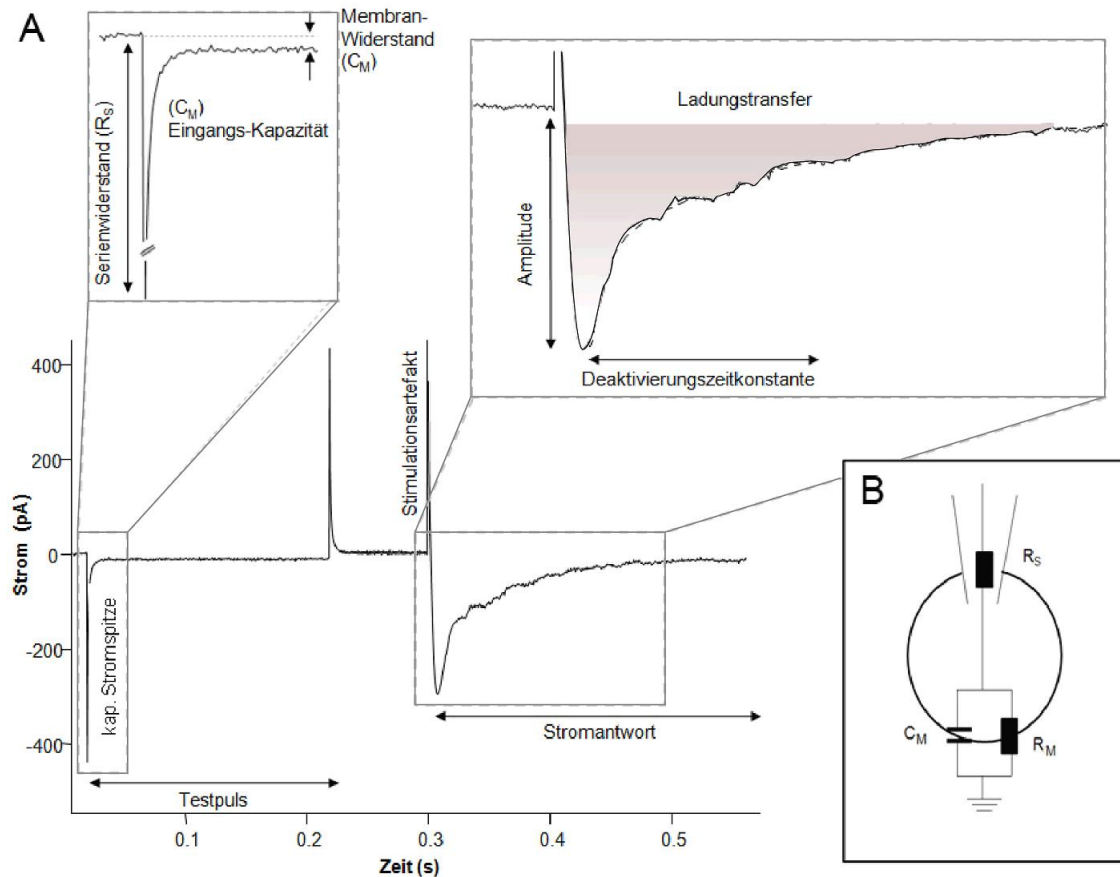 A
Membran-
Widerstand
(C_M)
Serienwiderstand (R_S)
(C_M)
Eingangs-Kapazität
Ladungstransfer
Amplitude
Deaktivierungszeitkonstante
Strom (pA)
400
200
0
-200
-400
kap. Stromspitze
Stimulationsartefakt
Stromantwort
Testpuls
0.1
0.2
0.3
0.4
0.5
Zeit (s)
B
R_S
C_M
R_M